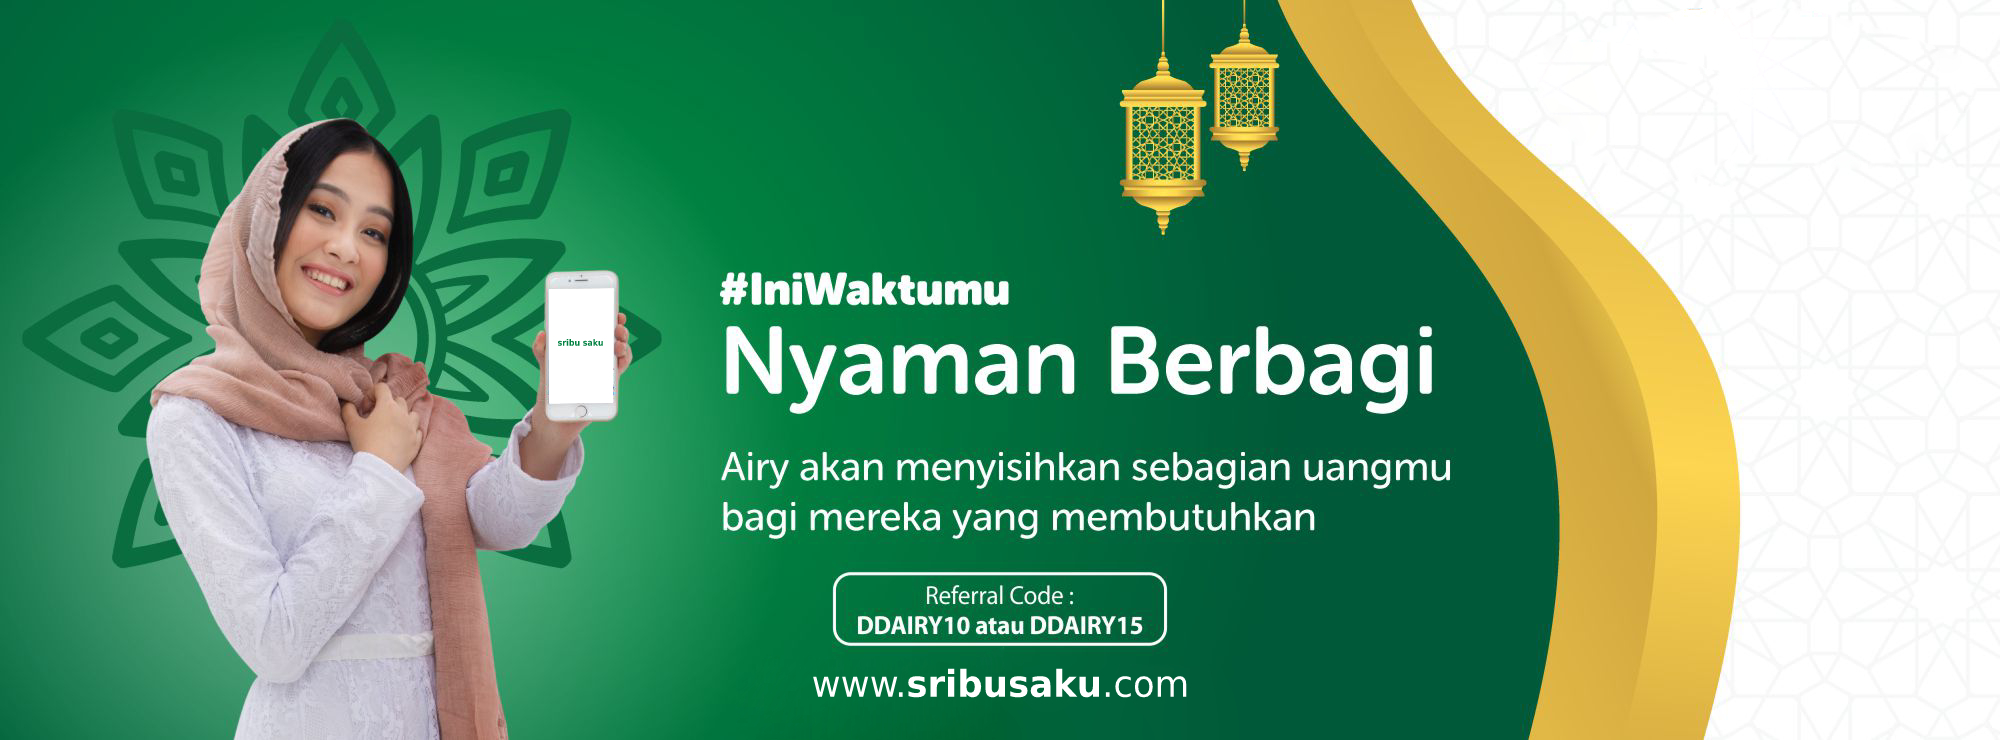 sribu saku
#IniWaktumu
Nyaman Berbagi
Airy akan menyisihkan sebagian uangmu
bagi mereka yang membutuhkan
Referral Code :
DDAIRY10 atau DDAIRY15
www.sribusaku.com